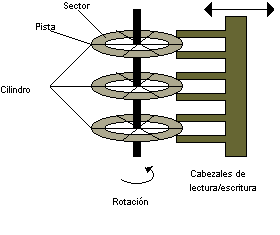 Sector
Pista
Cilindro
Cabezales de
lectura/escritura
Rotación